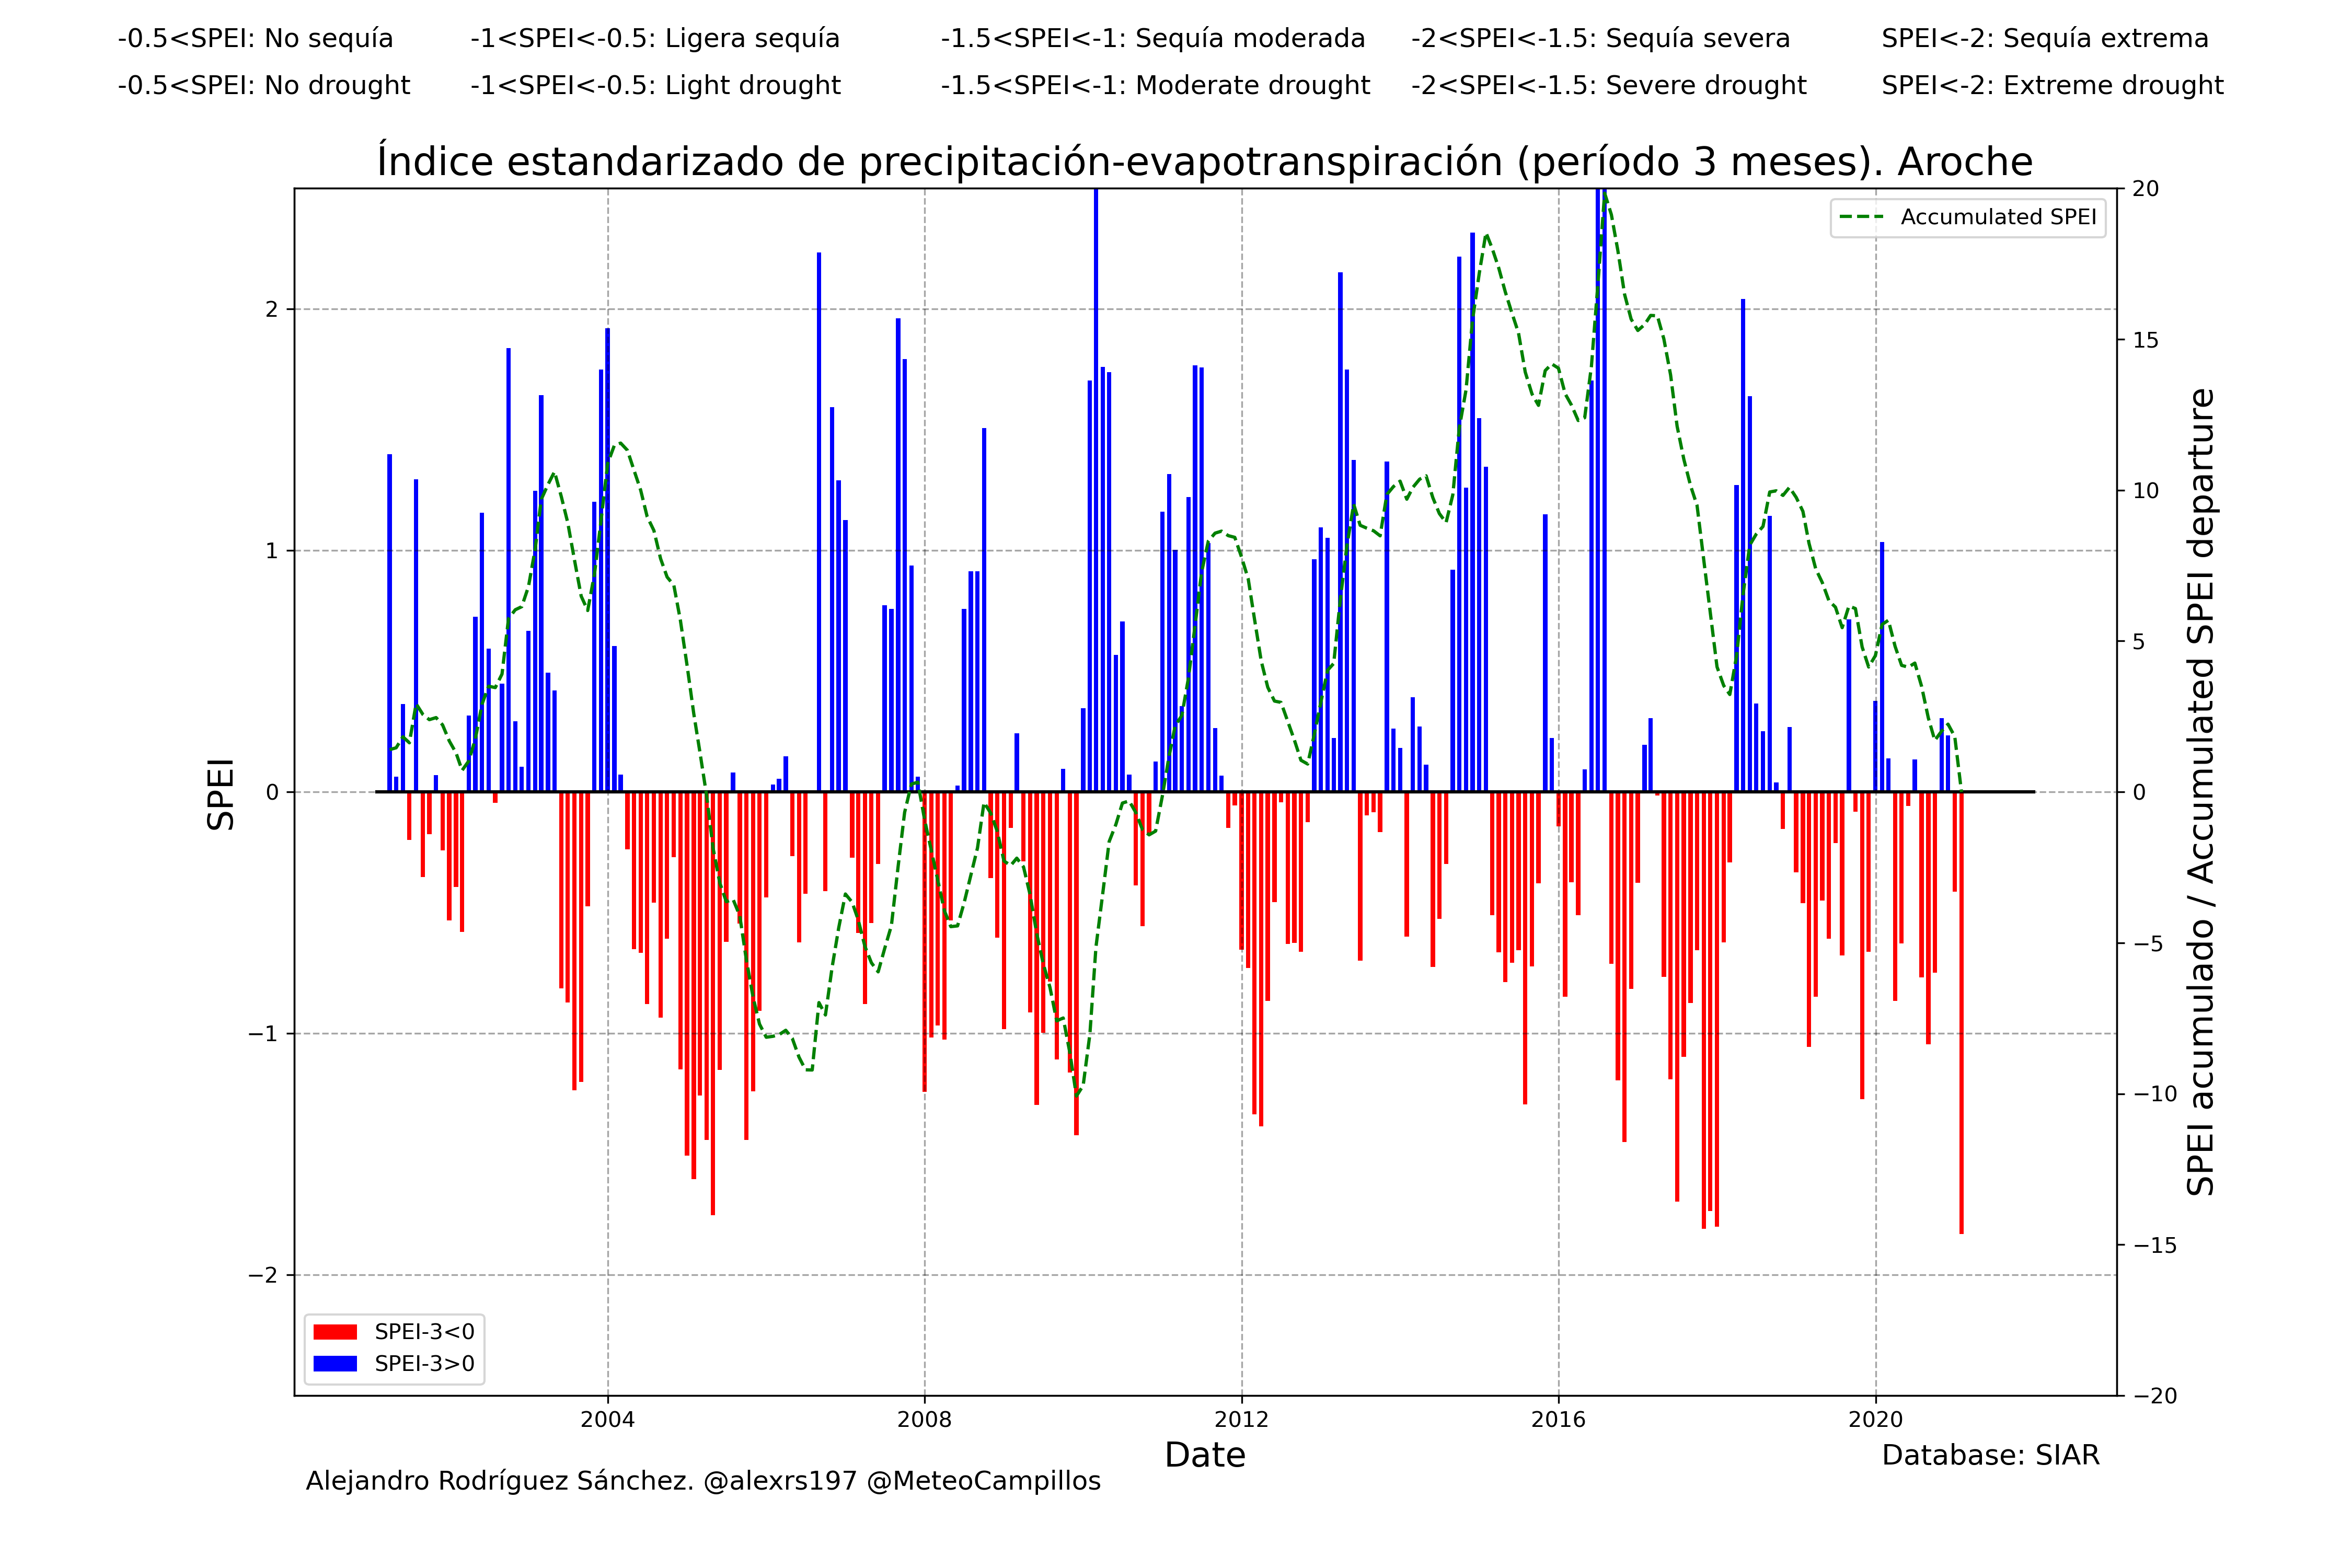 -0.5<SPEI: No sequía -1<SPEI<-0.5: Ligera sequía -1.5<SPEI<-1: Sequía moderada -2<SPEI<-1.5: Sequía severa SPEI<-2: Sequía extrema
-0.5<SPEI: No drought -1<SPEI<-0.5: Light drought -1.5<SPEI<-1: Moderate drought -2<SPEI<-1.5: Severe drought SPEI<-2: Extreme drought
Índice estandarizado de precipitación-evapotranspiración (período 3 meses). Aroche
Accumulated SPEI
SPEI
2
1
0
−1
−2
20
15
10
5
0
−5
−10
−15
−20
SPEI acumulado / Accumulated SPEI departure
SPEI-3<0
SPEI-3>0
2004 2008 2012 2016 2020
Date
Database: SIAR
Alejandro Rodríguez Sánchez. @alexrs197 @MeteoCampillos